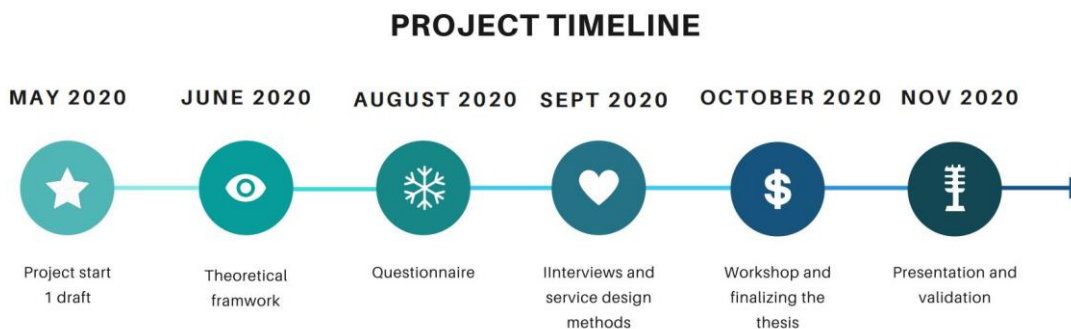 PROJECT TIMELINE
MAY 2020
JUNE 2020
AUGUST 2020
SEPT 2020
OCTOBER 2020
NOV 2020
Project start
1 draft
Theoretical
framwork
Questionnaire
IInterviews and
service design
methods
Workshop and
finalizing the
thesis
Presentation and
validation